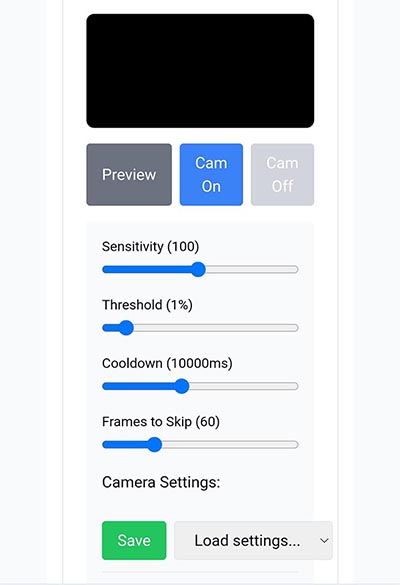 Preview
Cam
On
Cam
Off
Sensitivity (100)
Threshold (1%)
Cooldown (10000ms)
Frames to Skip (60)
Camera Settings:
Save
Load settings...